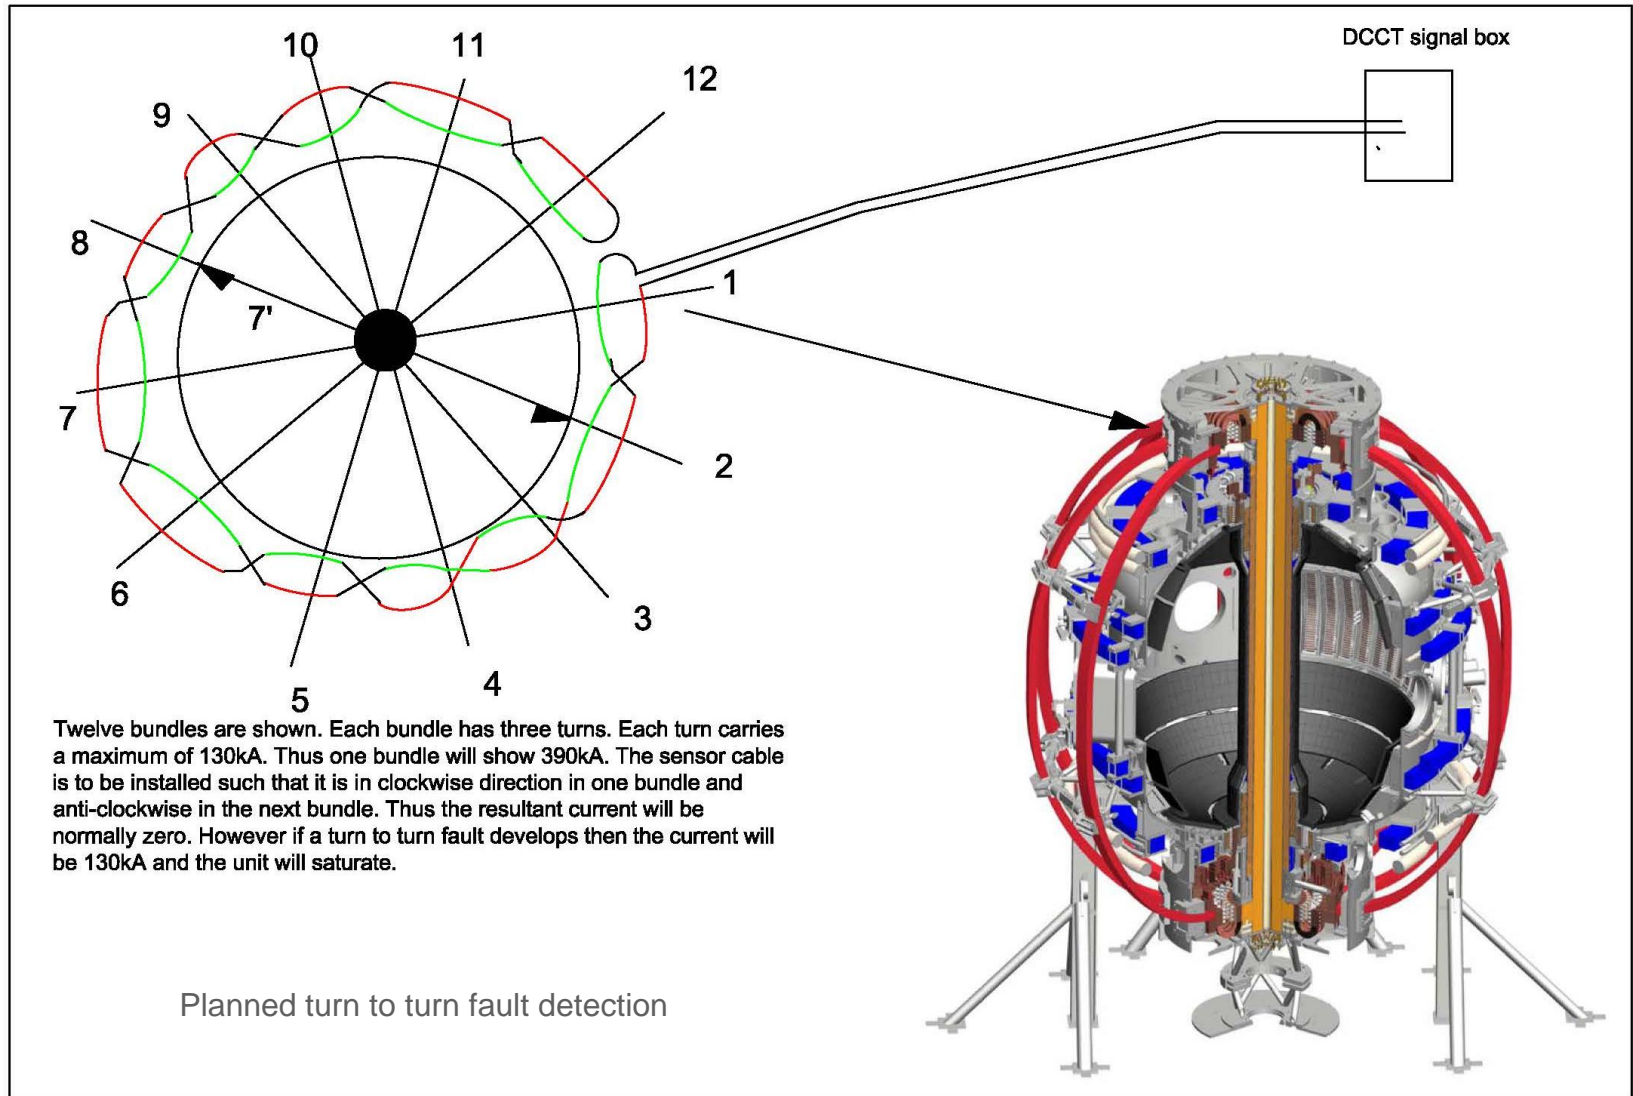 DCCT signal box
10
11
12
9
8
7'
1
7
2
6
3
5
4
Twelve bundles are shown. Each bundle has three turns. Each turn carries
a maximum of 130kA. Thus one bundle will show 390kA. The sensor cable
is to be installed such that it is in clockwise direction in one bundle and
anti-clockwise in the next bundle. Thus the resultant current will be
normally zero. However if a turn to turn fault develops then the current will
be 130kA and the unit will saturate.
Planned turn to turn fault detection